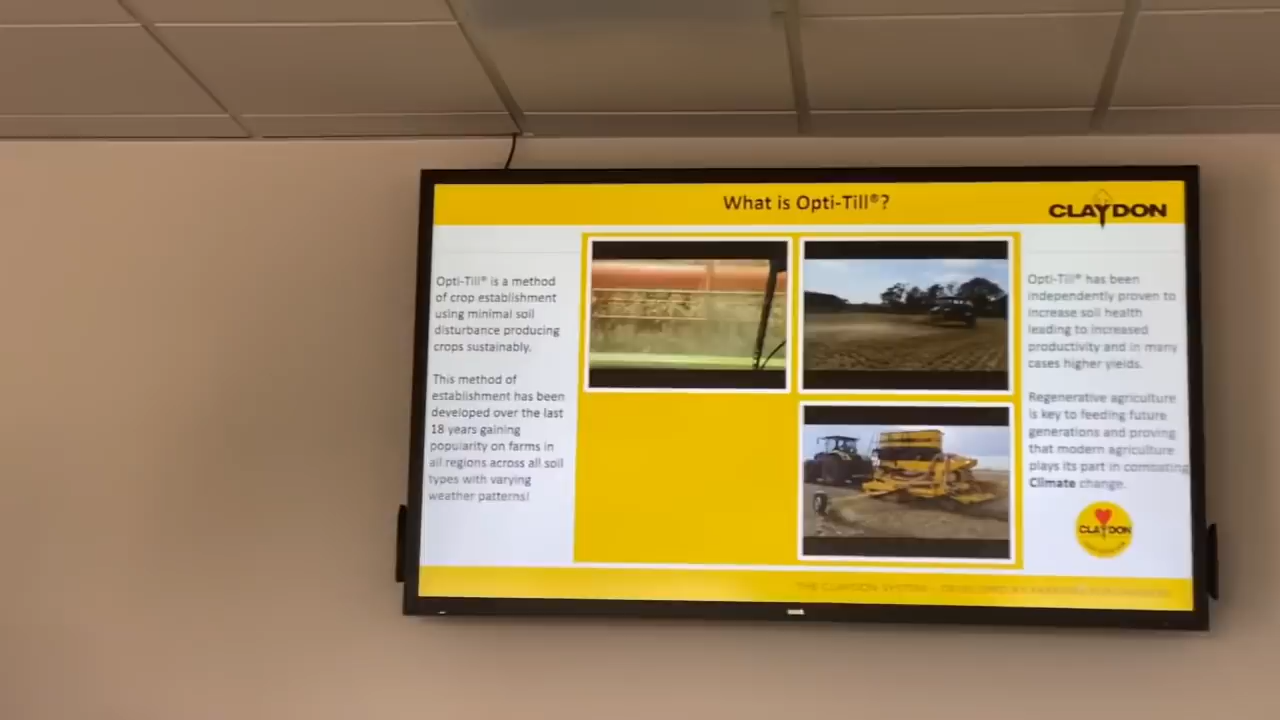 What is Opti-Till®?
CLAYDON
Opti-Till® is a method
of crop establishment
using minimal soil
disturbance producing
crops sustainably.
This method of
establishment has been
developed over the last
18 years gaining
popularity on farms in
all regions across all soil
types with varying
weather patterns!
Opti-Till® has been
independently proven to
increase soil health
leading to increased
productivity and in many
cases higher yields.
Regenerative agriculture
is key to feeding future
generations and proving
that modern agriculture
plays its part in combating
Climate change.
CLAYDON
THE CLAYDON SYSTEM